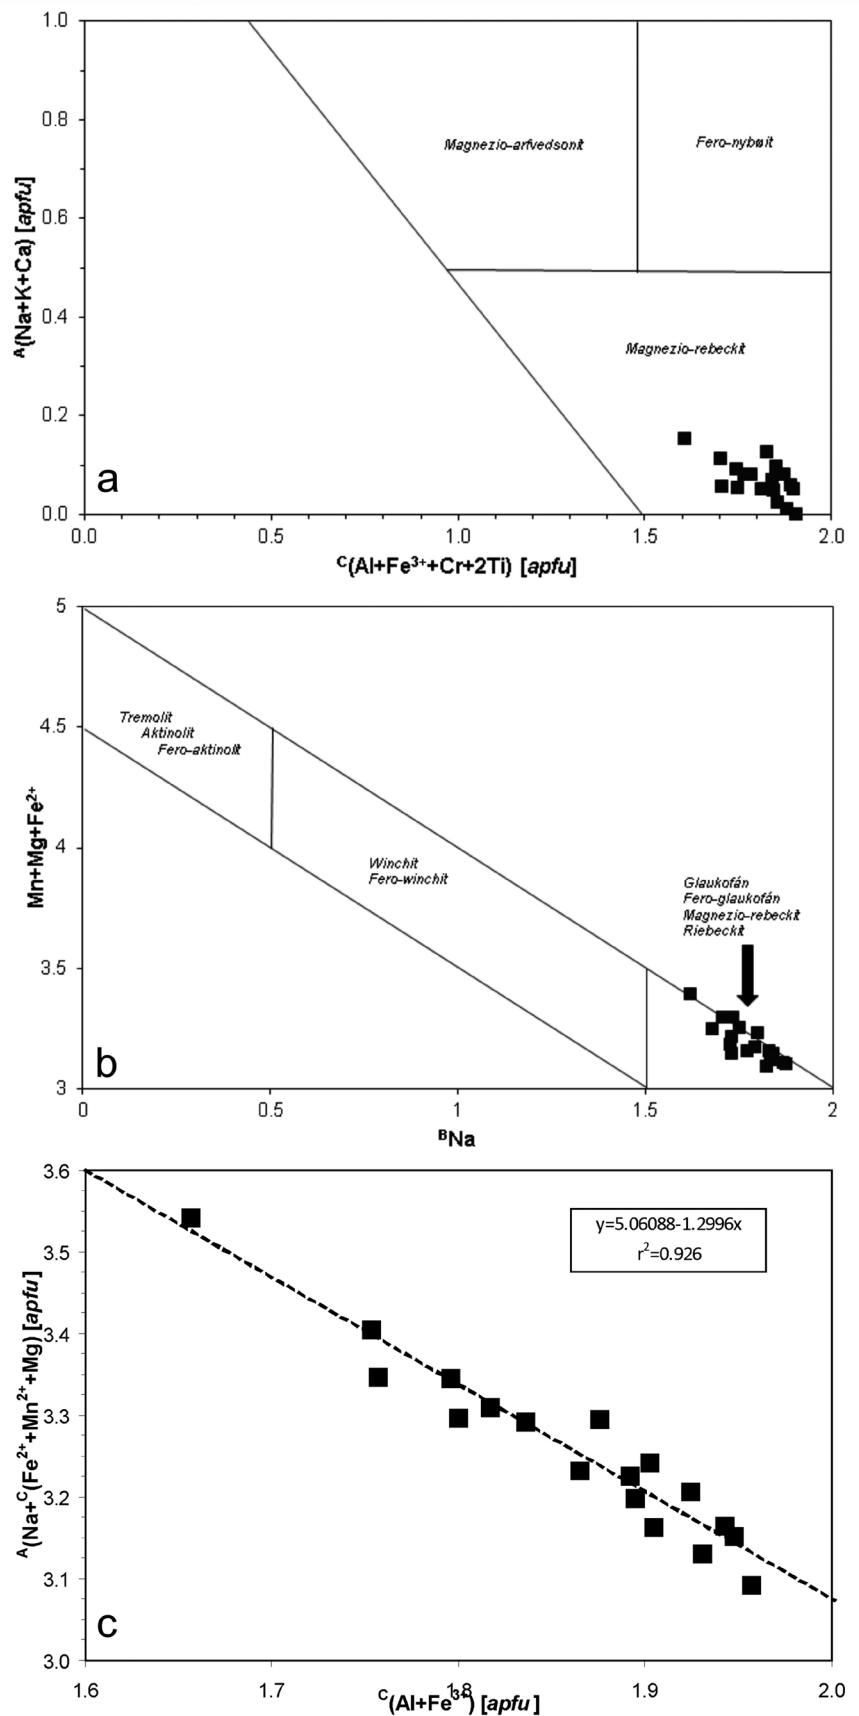 1.0
0.8
0.6
0.4
0.2
0.0
A(Na+K+Ca) [apfu]
Magnezio-arfvedsonit
Fero-nybøit
Magnezio-rebeckit
a
0.0
0.5
1.0
1.5
2.0
C(Al+Fe3++Cr+2Ti) [apfu]
5
4.5
4
3.5
3
Mn+Mg+Fe2+
Tremolit
Aktinolit
Fero-aktinolit
Winchit
Fero-winchit
Glaukofán
Fero-glaukofán
Magnezio-rebeckit
Riebeckit
b
0
0.5
1
1.5
2
BNa
3.6
3.5
3.4
3.3
3.2
3.1
3.0
A(Na+C(Fe2++Mn2++Mg) [apfu]
y=5.06088-1.2996x
r2=0.926
c
1.6
1.7
1.8
1.9
2.0
C(Al+Fe3+) [apfu]